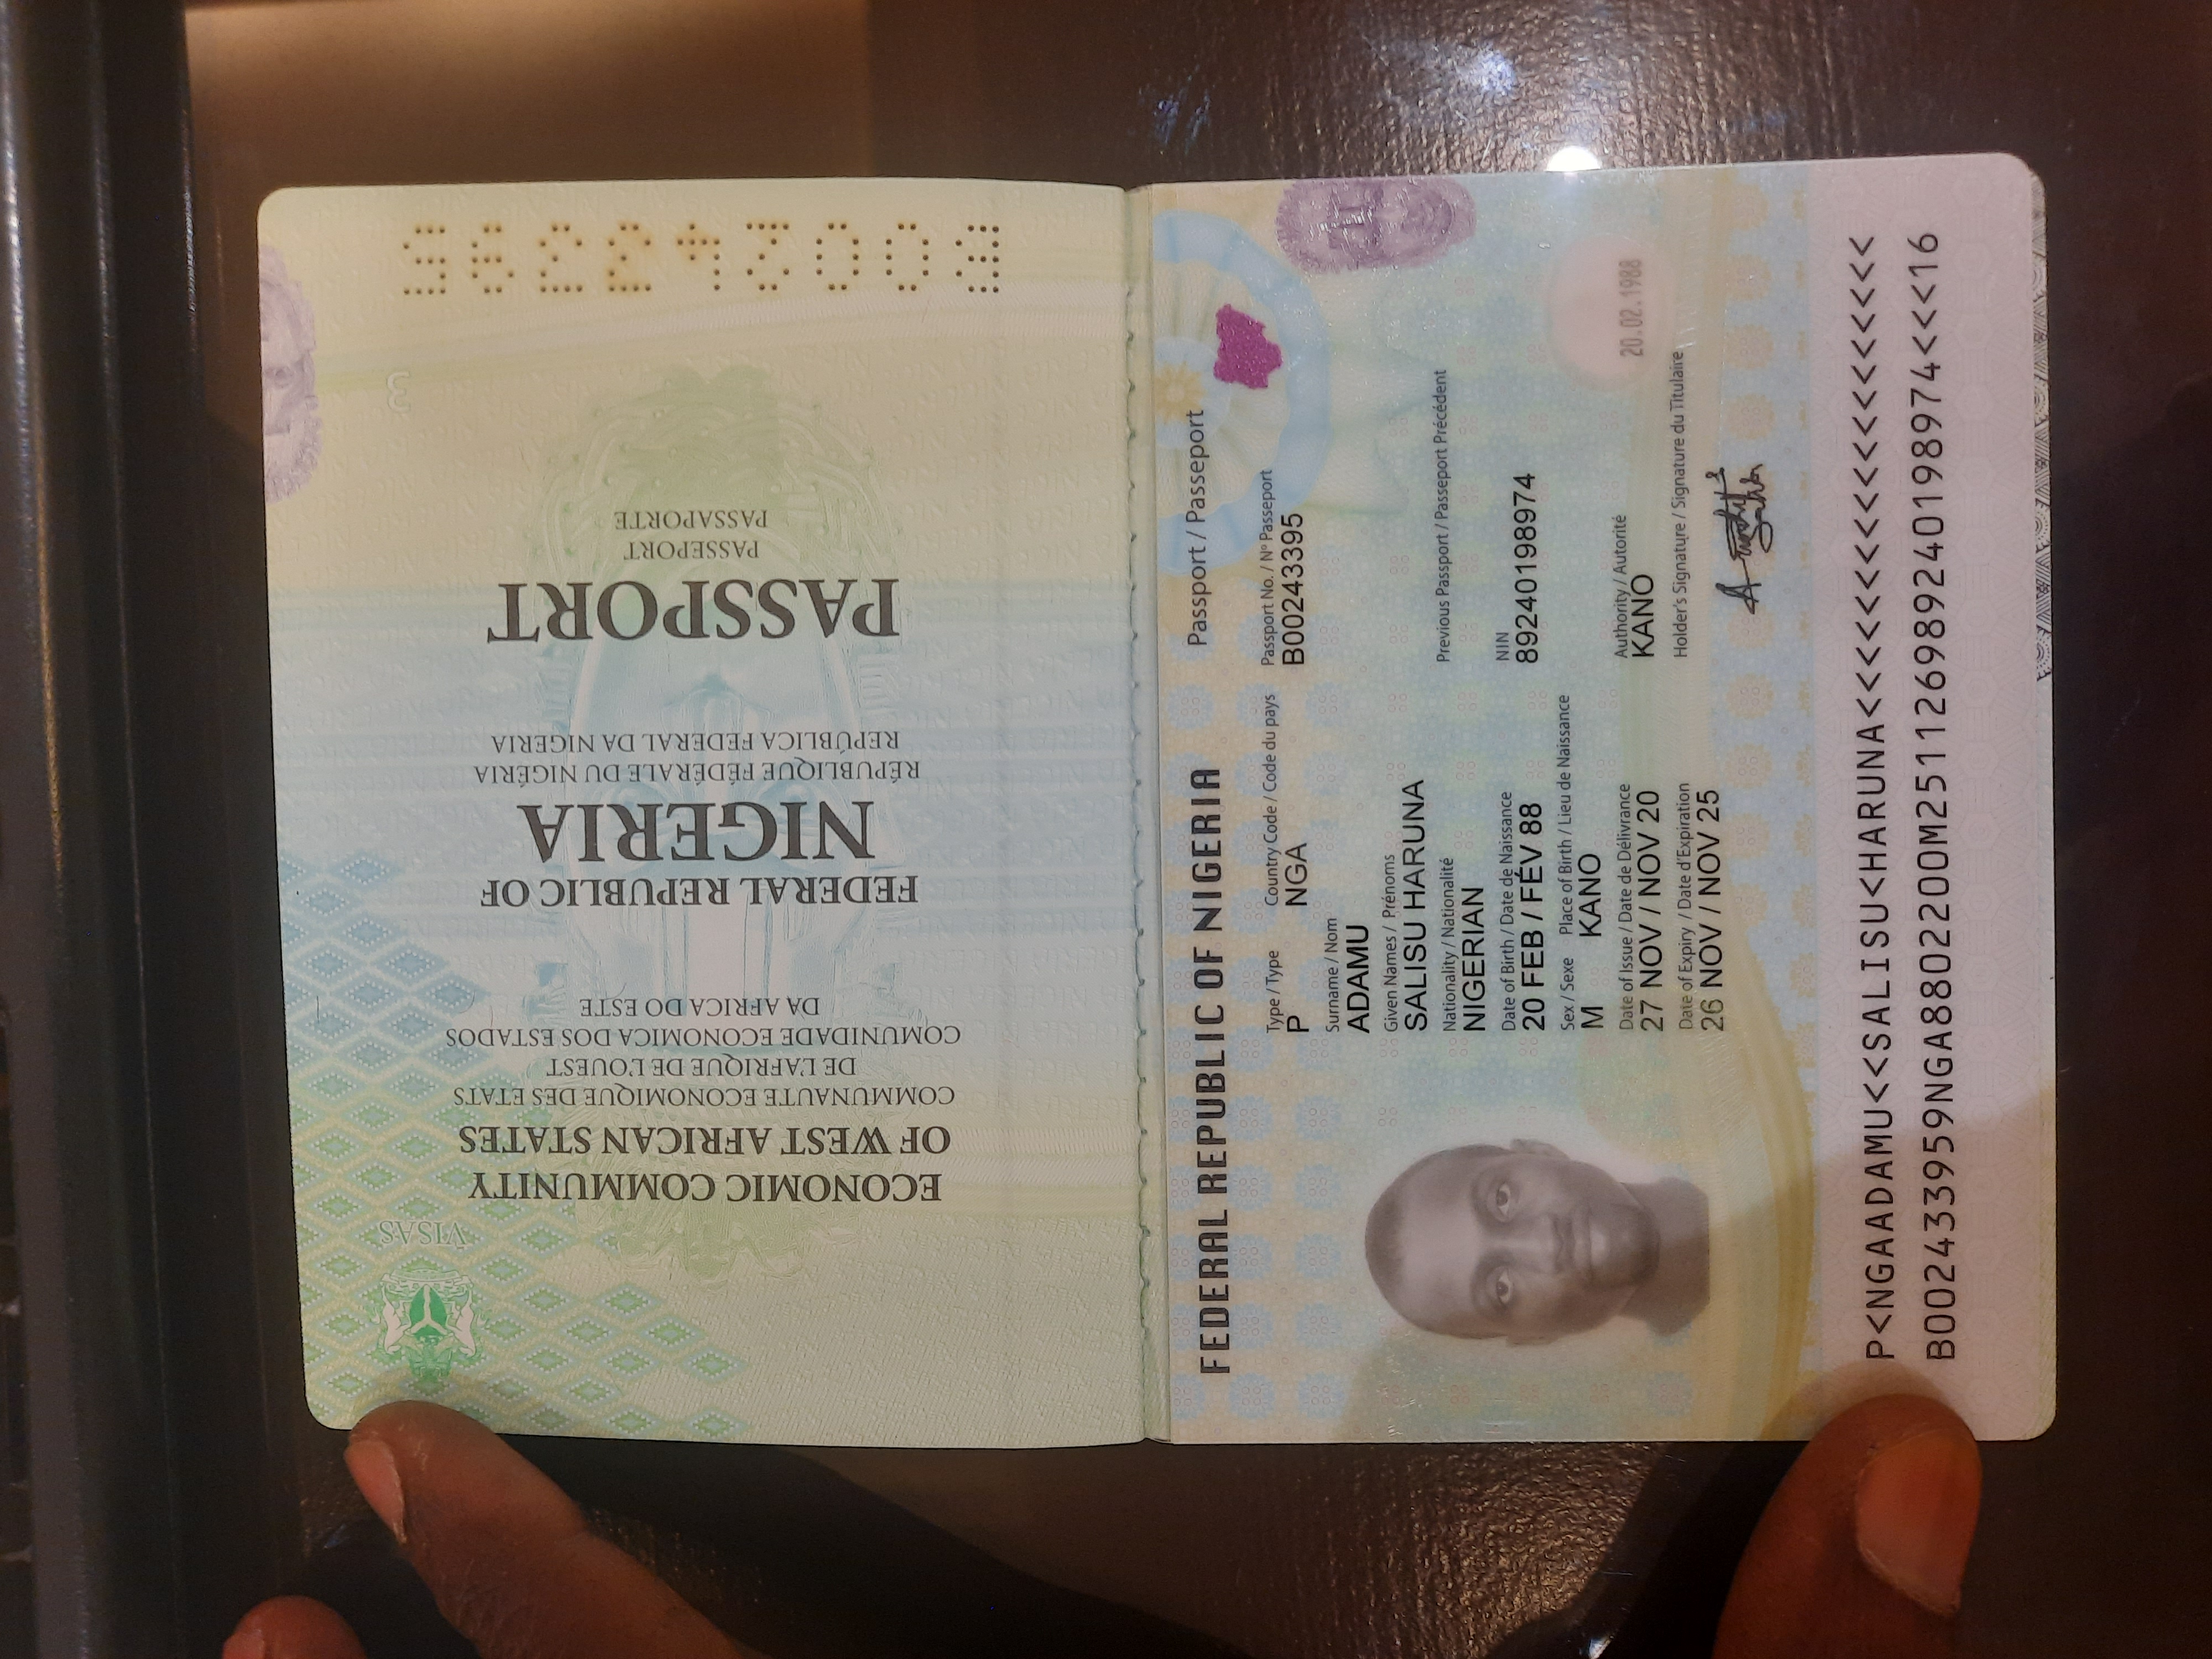 VISAS
ECONOMIC COMMUNITY
OF WEST AFRICAN STATES
COMMUNAUTE ECONOMIQUE DES ETATS
DE L'AFRIQUE DE L'OUEST
COMUNIDADE ECONOMICA DOS ESTADOS
DA AFRICA DO ESTE
FEDERAL REPUBLIC OF
NIGERIA
RÉPUBLIQUE FÉDÉRALE DU NIGÉRIA
REPÚBLICA FEDERAL DA NIGERIA
PASSPORT
PASSEPORT
PASSAPORTE
3
B00243395
FEDERAL REPUBLIC OF NIGERIA
Passport / Passeport
Type / Type Country Code / Code du pays Passport No. / Nº Passeport
P NGA B00243395
Surname / Nom
ADAMU
Given Names / Prénoms
SALISU HARUNA
Nationality / Nationalité Previous Passport / Passeport Précédent
NIGERIAN
Date of Birth / Date de Naissance NIN
20 FEB / FÉV 88 89240198974
Sex / Sexe Place of Birth / Lieu de Naissance
M KANO
Date of Issue / Date de Délivrance Authority / Autorité
27 NOV / NOV 20 KANO 20.02.1988
Date of Expiry / Date d'Expiration Holder's Signature / Signature du Titulaire
26 NOV / NOV 25
P<NGAADAMU<<SALISU<HARUNA<<<<<<<<<<<<<<<<<<<
B002433959NGA8802200M251126989240198974<<<16